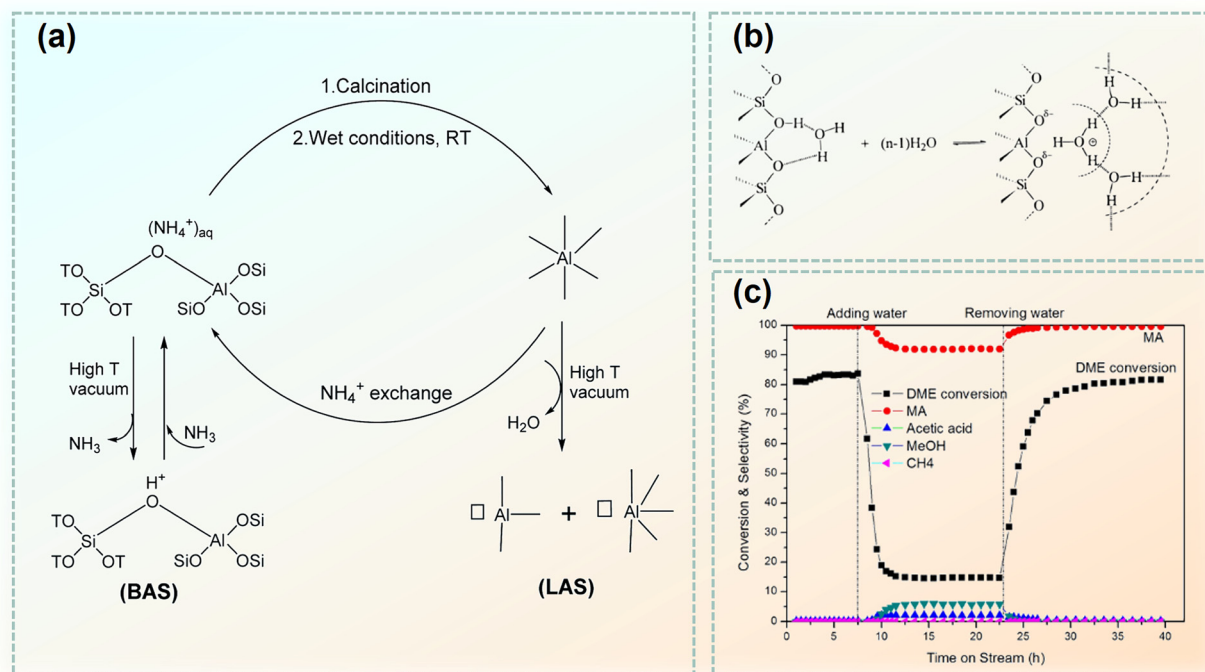 (a)
1.Calcination
2.Wet conditions, RT
(NH₄⁺)aq
O
TO
Si
TO
OT
OSi
Al
SiO
OSi
Al
High T
vacuum
NH₃
NH₃
NH₄⁺ exchange
High T
vacuum
H₂O
H⁺
O
TO
Si
TO
OT
OSi
Al
SiO
OSi
(BAS)
Al
+
Al
(LAS)
(b)
O
Si
O H O H
Al H
O
Si
O
+ (n-1)H₂O
O
Si
Oδ-
Al
Oδ-
Si
O
H
O H
H
H O ⊕
H
O H
H
(c)
Adding water
Removing water
MA
DME conversion
DME conversion
MA
Acetic acid
MeOH
CH4
Conversion & Selectivity (%)
100
90
80
70
60
50
40
30
20
10
0
0 5 10 15 20 25 30 35 40
Time on Stream (h)